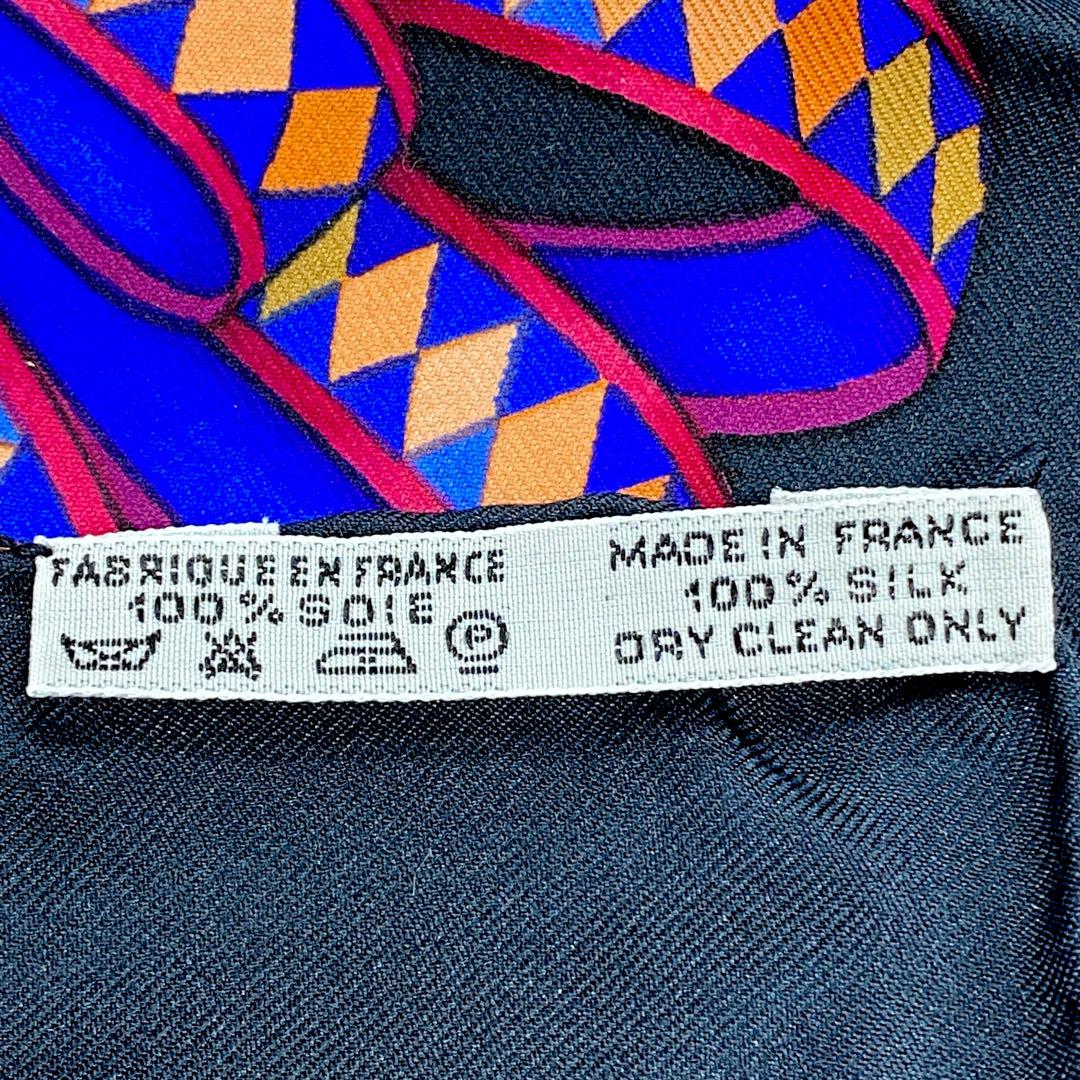 FABRIQUE EN FRANCE
100% SOIE
P
MADE IN FRANCE
100% SILK
DRY CLEAN ONLY